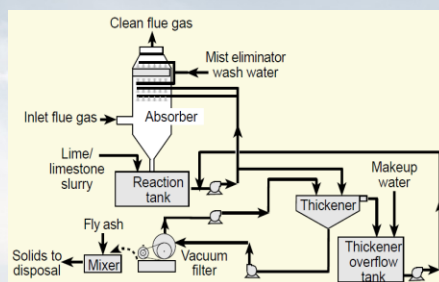 Clean flue gas
Mist eliminator
wash water
Inlet flue gas
Absorber
Lime/
limestone
slurry
Reaction
tank
Makeup
water
Thickener
Fly ash
Thickener
overflow
tank
Solids to
disposal
Mixer
Vacuum
filter